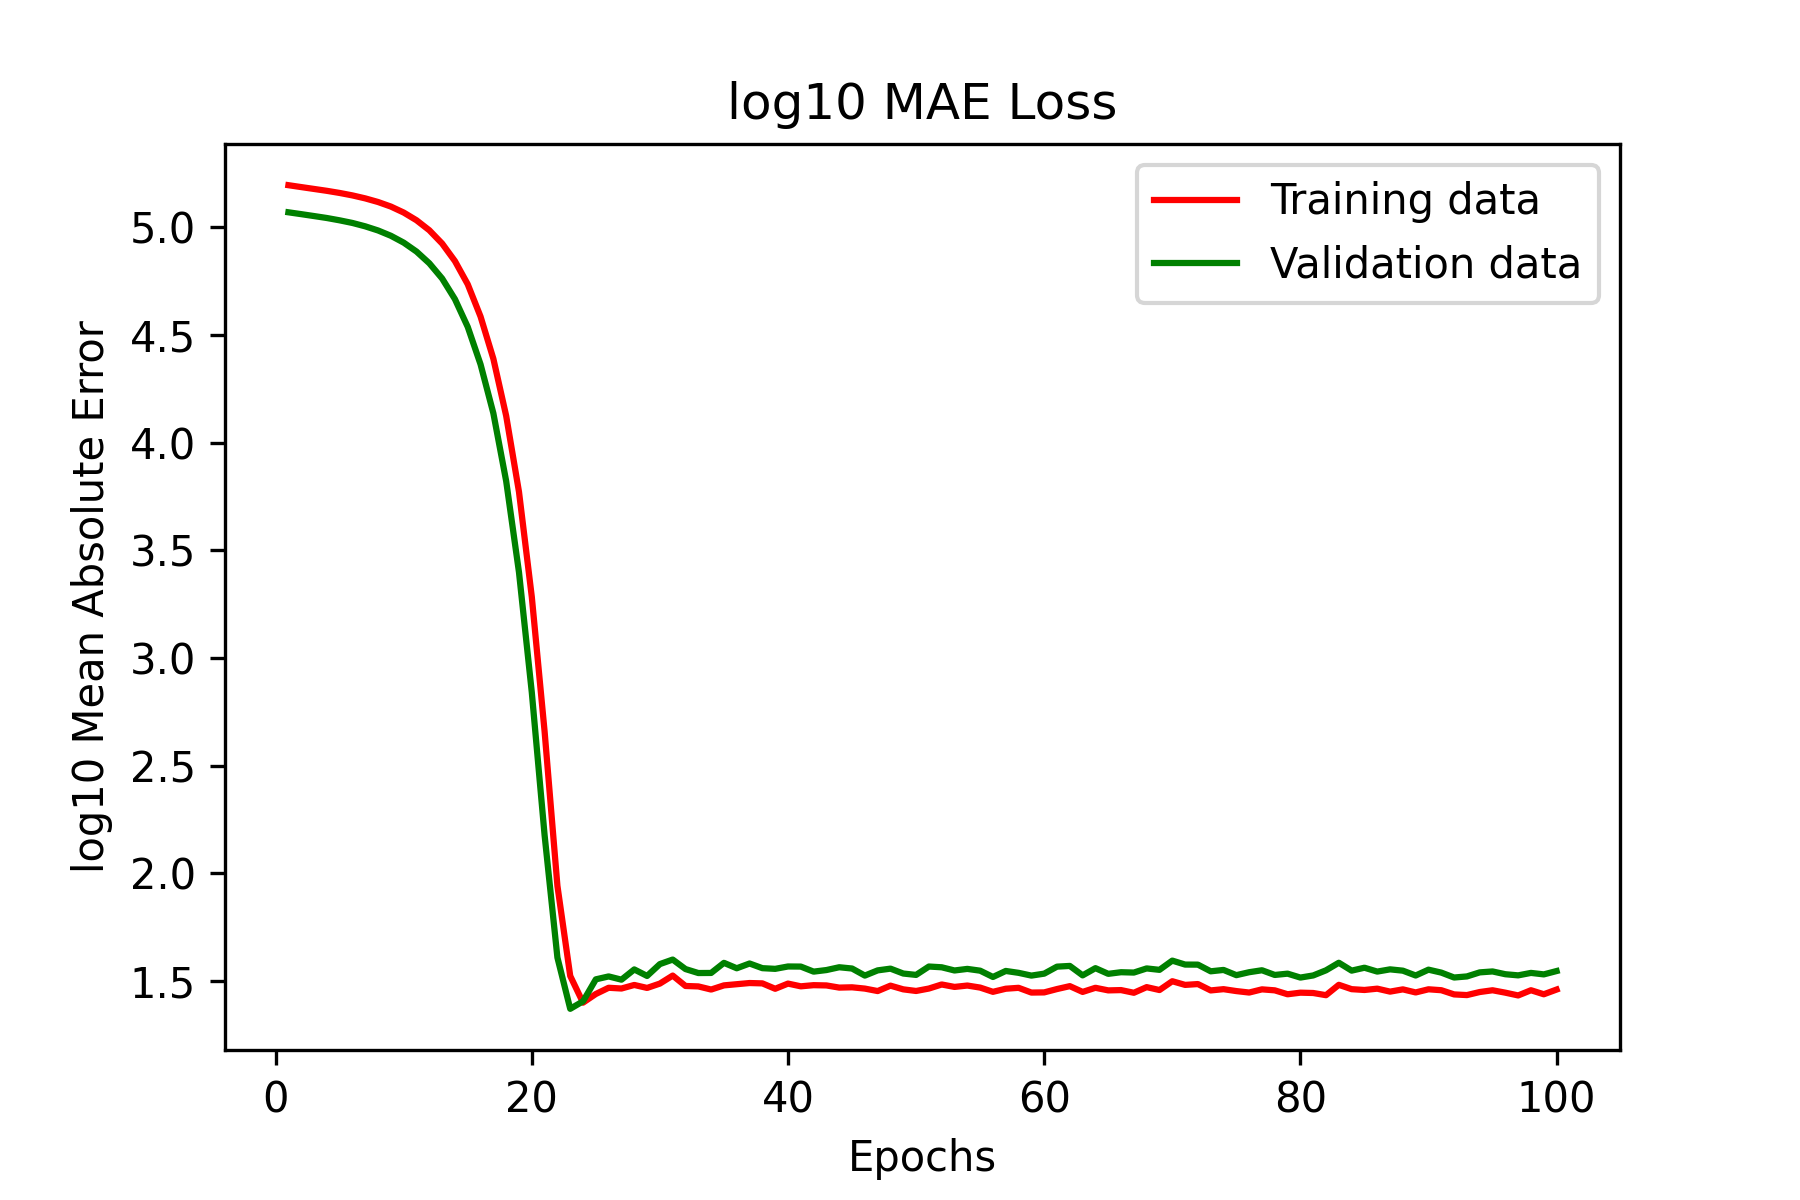 log10 MAE Loss
Training data
Validation data
log10 Mean Absolute Error
5.0
4.5
4.0
3.5
3.0
2.5
2.0
1.5
0 20 40 60 80 100
Epochs